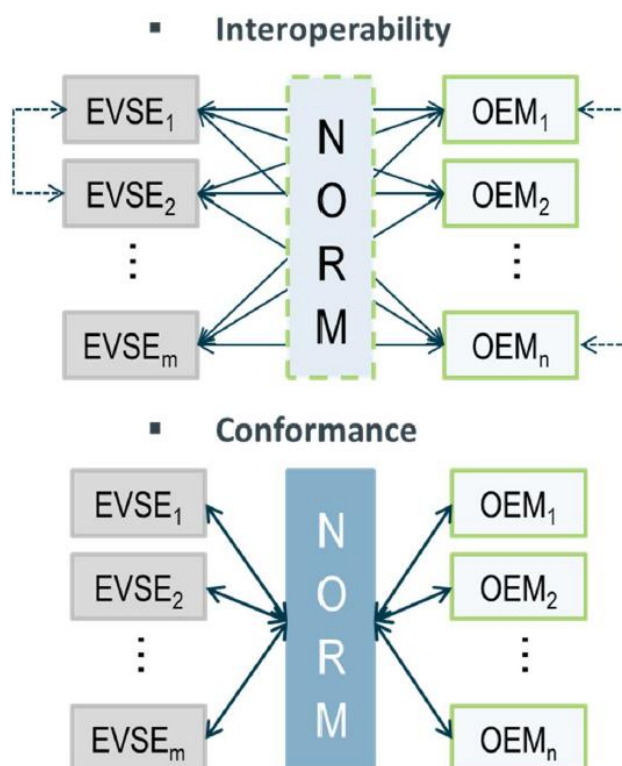 ▪ Interoperability
EVSE₁
OEM₁
EVSE₂
OEM₂
⋮
⋮
EVSEₘ
OEMₙ
N
O
R
M
▪ Conformance
EVSE₁
OEM₁
EVSE₂
OEM₂
⋮
⋮
EVSEₘ
OEMₙ
N
O
R
M